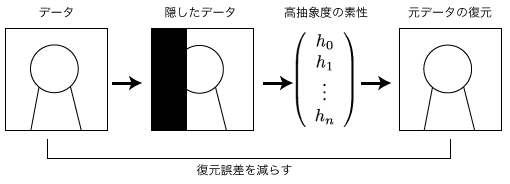 データ
隠したデータ
高抽象度の素性
元データの復元
h0
h1
⋮
hn
復元誤差を減らす